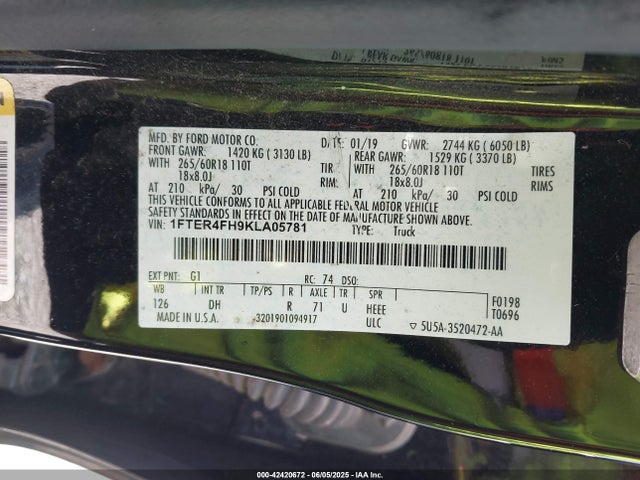 MFD. BY FORD MOTOR CO. DATE: 01/19 GVWR: 2744 KG ( 6050 LB)
FRONT GAWR: 1420 KG ( 3130 LB) REAR GAWR: 1529 KG ( 3370 LB)
WITH 265/60R18 110T TIR WITH 265/60R18 110T TIRES
18x8.0J RIM: 18x8.0J RIMS
AT 210 kPa/ 30 PSI COLD AT 210 kPa/ 30 PSI COLD
THIS VEHICLE CONFORMS TO ALL APPLICABLE FEDERAL MOTOR VEHICLE
SAFETY AND THEFT PREVENTION STANDARDS IN EFFECT ON THE DATE OF MANUFACTURE SHOWN ABOVE.
VIN: 1FTER4FH9KLA05781 TYPE: Truck
EXT PNT: G1 RC: 74 DSO:
WB INT TR TP/PS R AXLE TR SPR F0198
126 DH R 71 U HEEE T0696
MADE IN U.S.A. 3201901094917 ULC 5U5A-3520472-AA
00-42420672 - 06/05/2025 - IAA Inc.